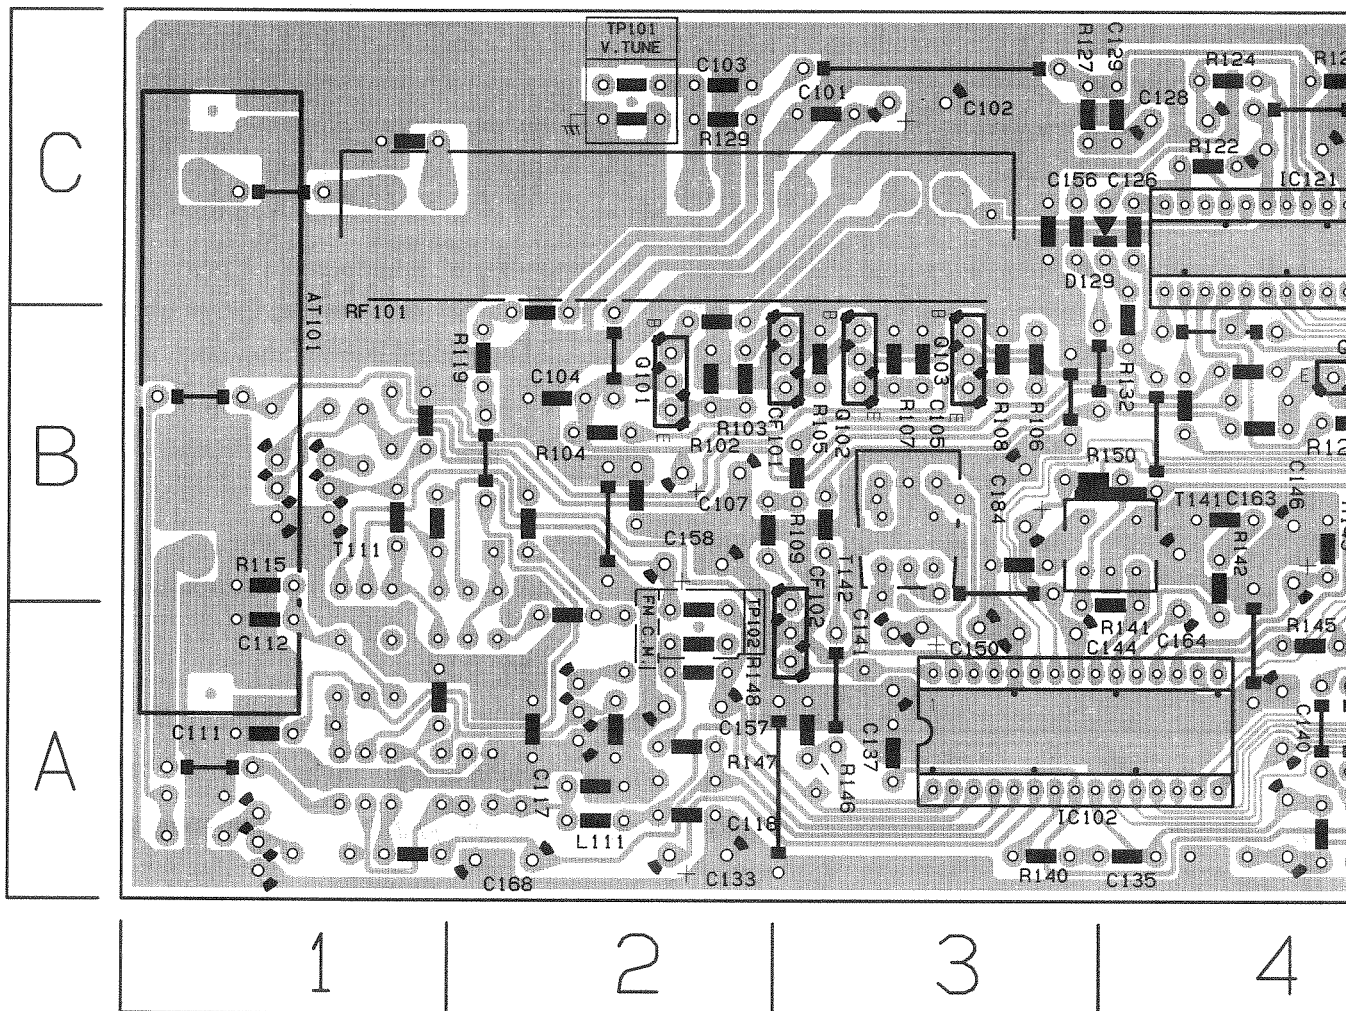 TP101
V.TUNE
C103
C101
R129
C102
R127
C129
R124
C128
R122
C156
C126
IC121
D129
C
AT101
RF101
R119
C104
Q101
B
B
B
R103
R102
R104
E
CF101
R105
Q102
E
R107
C105
Q103
E
R108
R106
R132
E
B
R150
C107
C158
R109
CF102
C184
T141
C163
C146
R142
T111
R115
C112
FM C.M.
TP102
R148
T142
C141
C150
R141
C144
C164
R145
C111
C157
R147
C137
R146
C140
A
C117
C116
L111
IC102
C168
C133
R140
C135
1
2
3
4